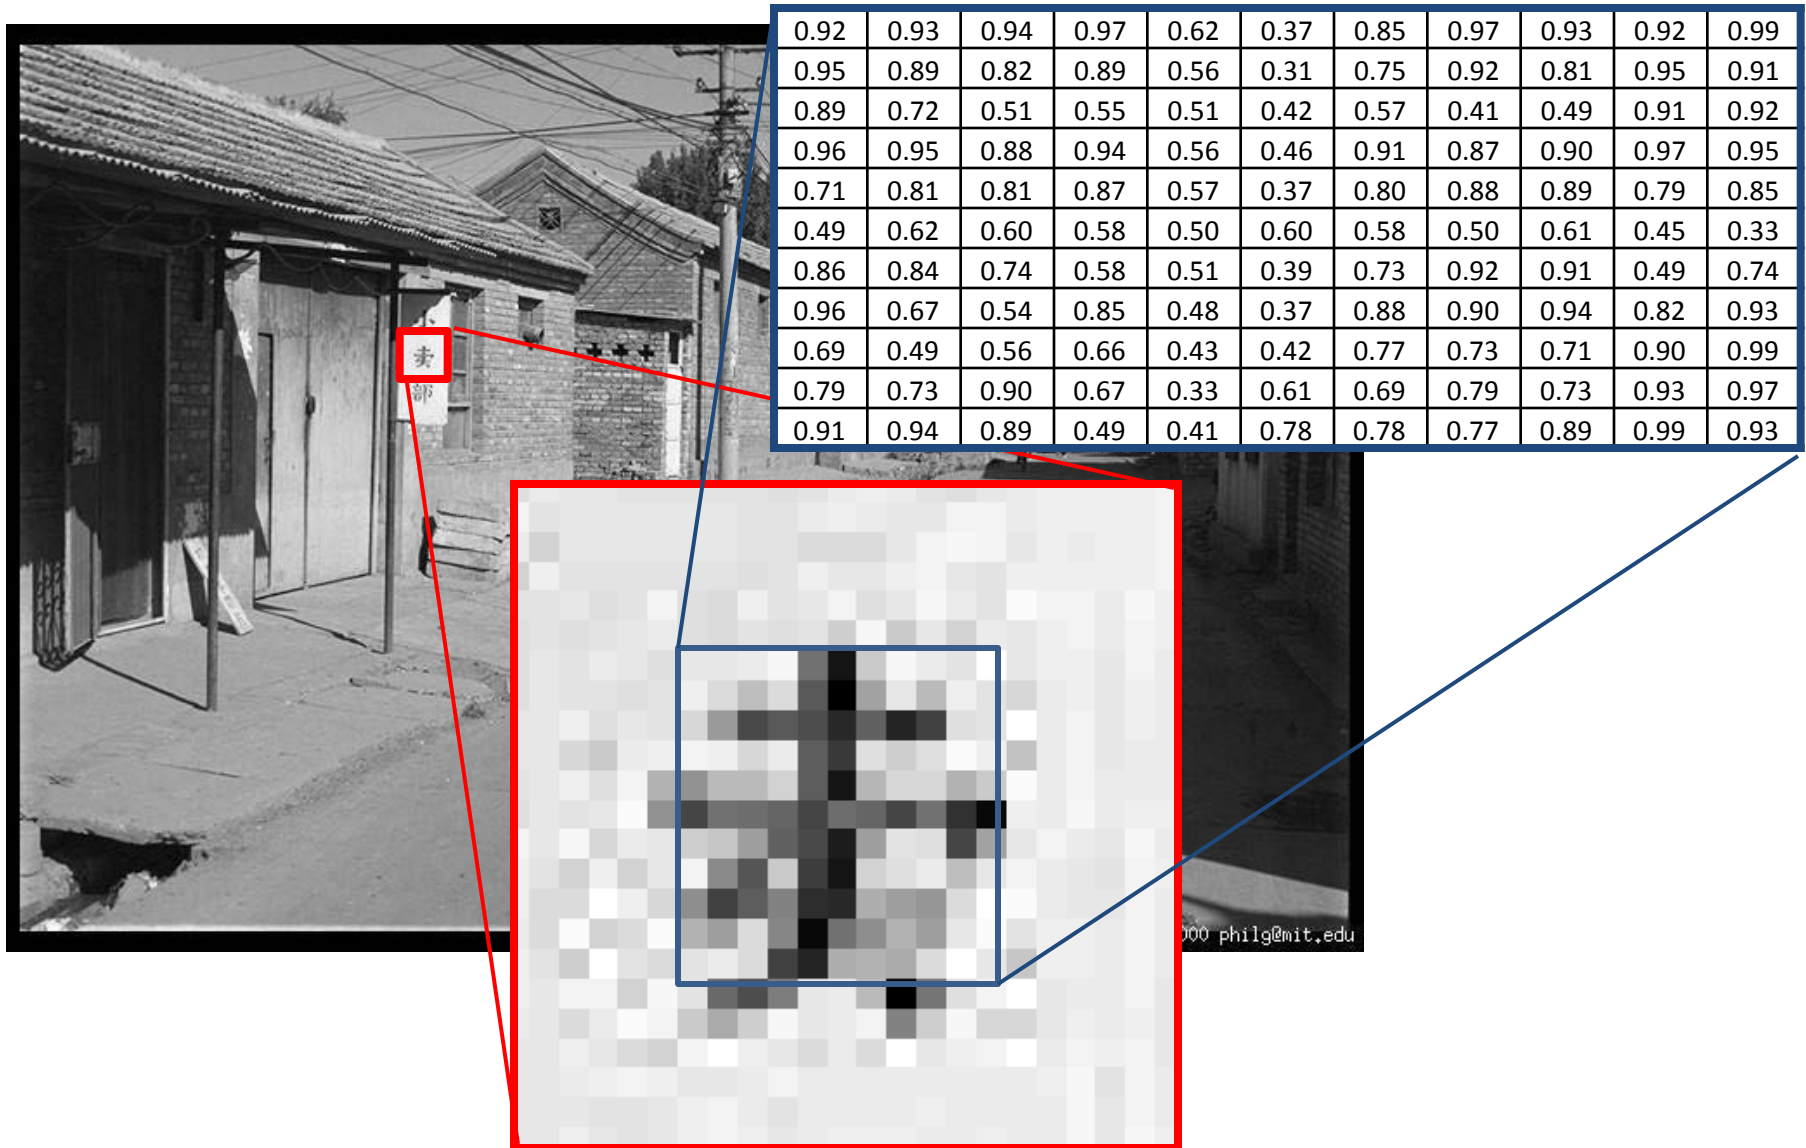 0.92 0.93 0.94 0.97 0.62 0.37 0.85 0.97 0.93 0.92 0.99
0.95 0.89 0.82 0.89 0.56 0.31 0.75 0.92 0.81 0.95 0.91
0.89 0.72 0.51 0.55 0.51 0.42 0.57 0.41 0.49 0.91 0.92
0.96 0.95 0.88 0.94 0.56 0.46 0.91 0.87 0.90 0.97 0.95
0.71 0.81 0.81 0.87 0.57 0.37 0.80 0.88 0.89 0.79 0.85
0.49 0.62 0.60 0.58 0.50 0.60 0.58 0.50 0.61 0.45 0.33
0.86 0.84 0.74 0.58 0.51 0.39 0.73 0.92 0.91 0.49 0.74
0.96 0.67 0.54 0.85 0.48 0.37 0.88 0.90 0.94 0.82 0.93
0.69 0.49 0.56 0.66 0.43 0.42 0.77 0.73 0.71 0.90 0.99
0.79 0.73 0.90 0.67 0.33 0.61 0.69 0.79 0.73 0.93 0.97
0.91 0.94 0.89 0.49 0.41 0.78 0.78 0.77 0.89 0.99 0.93
部
philg@mit.edu